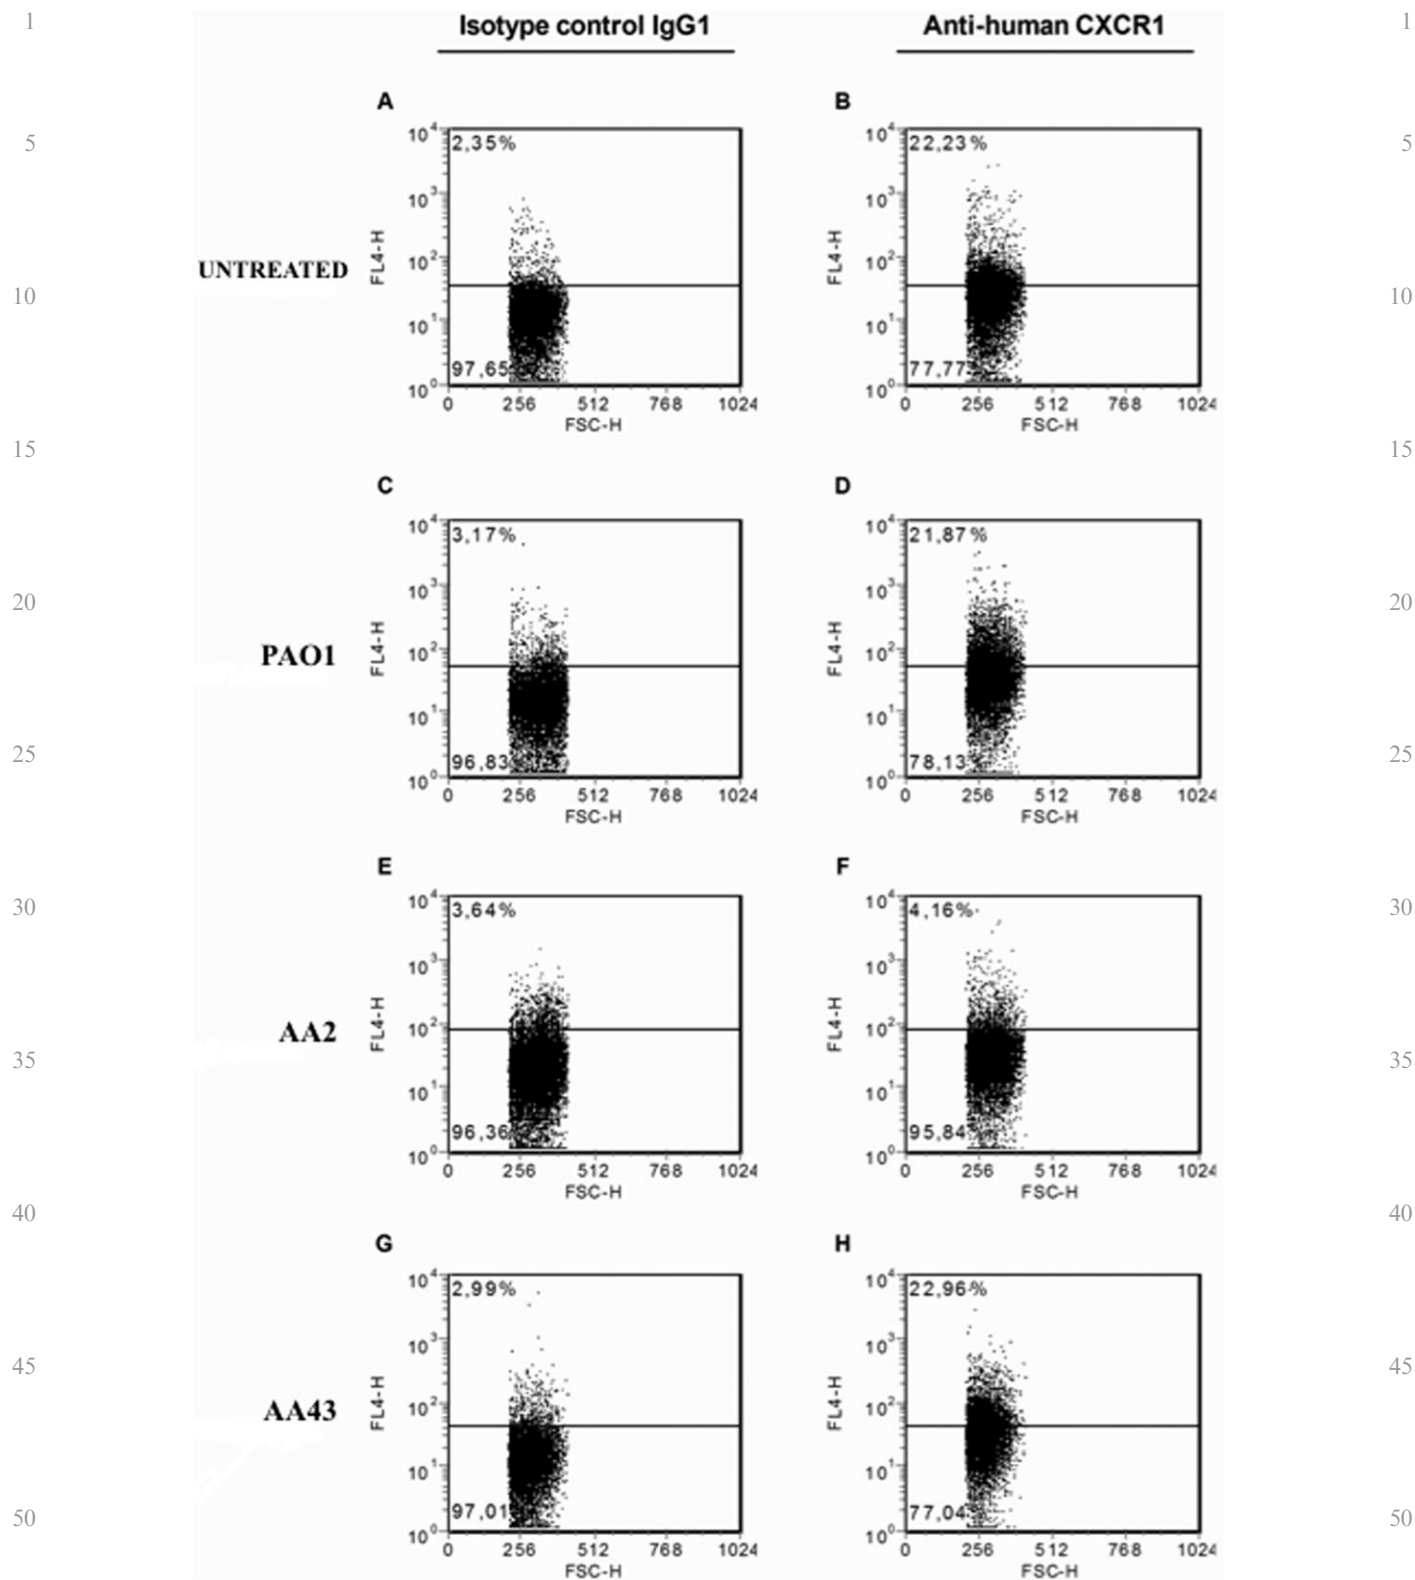 Isotype control IgG1
Anti-human CXCR1
1
1
A
B
5
5
UNTREATED
10⁴
10³
10²
10¹
10⁰
2,35%
97,65
FL4-H
0 256 512 768 1024
FSC-H
10⁴
10³
10²
10¹
10⁰
22,23%
77,77
FL4-H
0 256 512 768 1024
FSC-H
10
10
15
15
C
D
PAO1
10⁴
10³
10²
10¹
10⁰
3,17%
96,83
FL4-H
0 256 512 768 1024
FSC-H
10⁴
10³
10²
10¹
10⁰
21,87%
78,13
FL4-H
0 256 512 768 1024
FSC-H
20
20
25
25
E
F
AA2
10⁴
10³
10²
10¹
10⁰
3,64%
96,36
FL4-H
0 256 512 768 1024
FSC-H
10⁴
10³
10²
10¹
10⁰
4,16%
95,84
FL4-H
0 256 512 768 1024
FSC-H
30
30
35
35
40
40
G
H
AA43
10⁴
10³
10²
10¹
10⁰
2,99%
97,01
FL4-H
0 256 512 768 1024
FSC-H
10⁴
10³
10²
10¹
10⁰
22,96%
77,04
FL4-H
0 256 512 768 1024
FSC-H
45
45
50
50